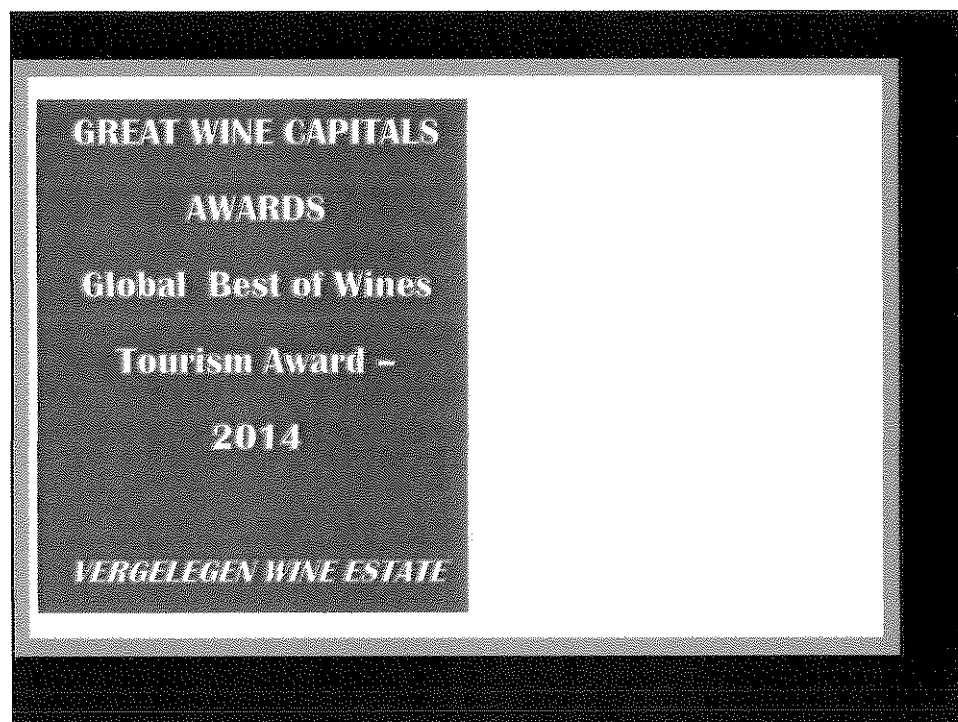 GREAT WINE CAPITALS
AWARDS
Global Best of Wines
Tourism Award –
2014
VERGELEGEN WINE ESTATE